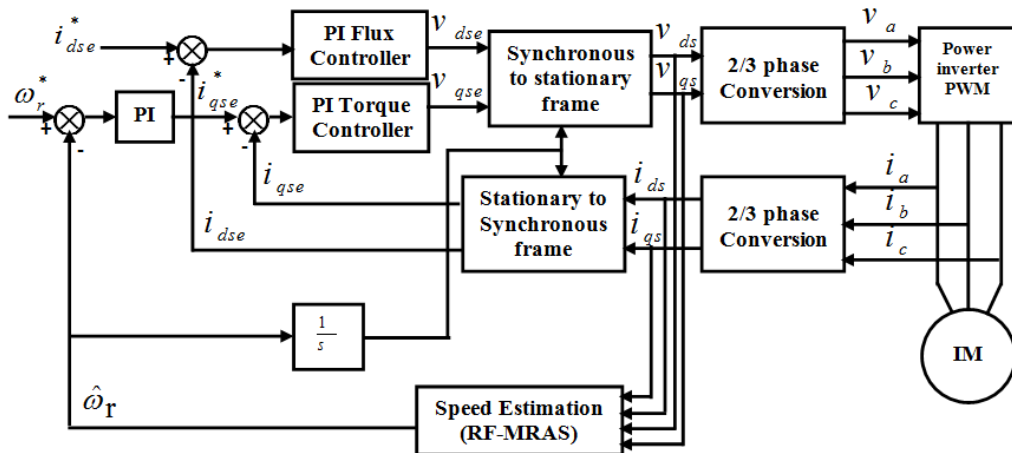 i*dse
PI Flux
Controller
v dse
Synchronous
to stationary
frame
v ds
v qs
2/3 phase
Conversion
v a
v b
v c
Power
inverter
PWM
ω*r
+
-
PI
i*qse
+
-
+
-
PI Torque
Controller
v qse
i qse
i dse
Stationary to
Synchronous
frame
i ds
i qs
2/3 phase
Conversion
i a
i b
i c
1
s
IM
ω̂r
Speed Estimation
(RF-MRAS)